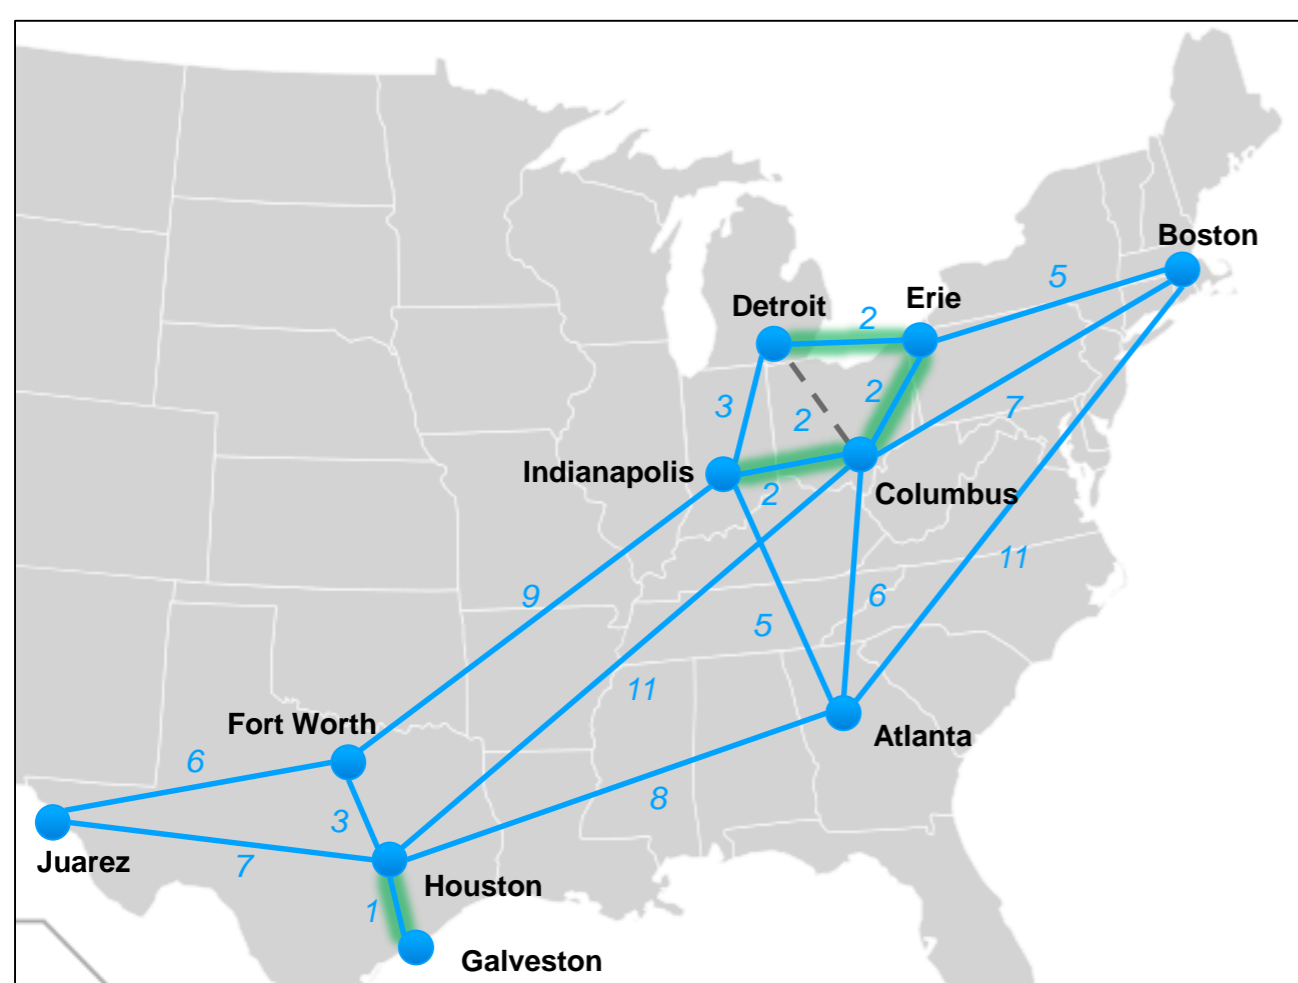 Boston
5
Erie
Detroit
2
2
3
2
7
Indianapolis
2
Columbus
11
9
6
5
11
Fort Worth
Atlanta
6
8
3
Juarez
7
Houston
1
Galveston